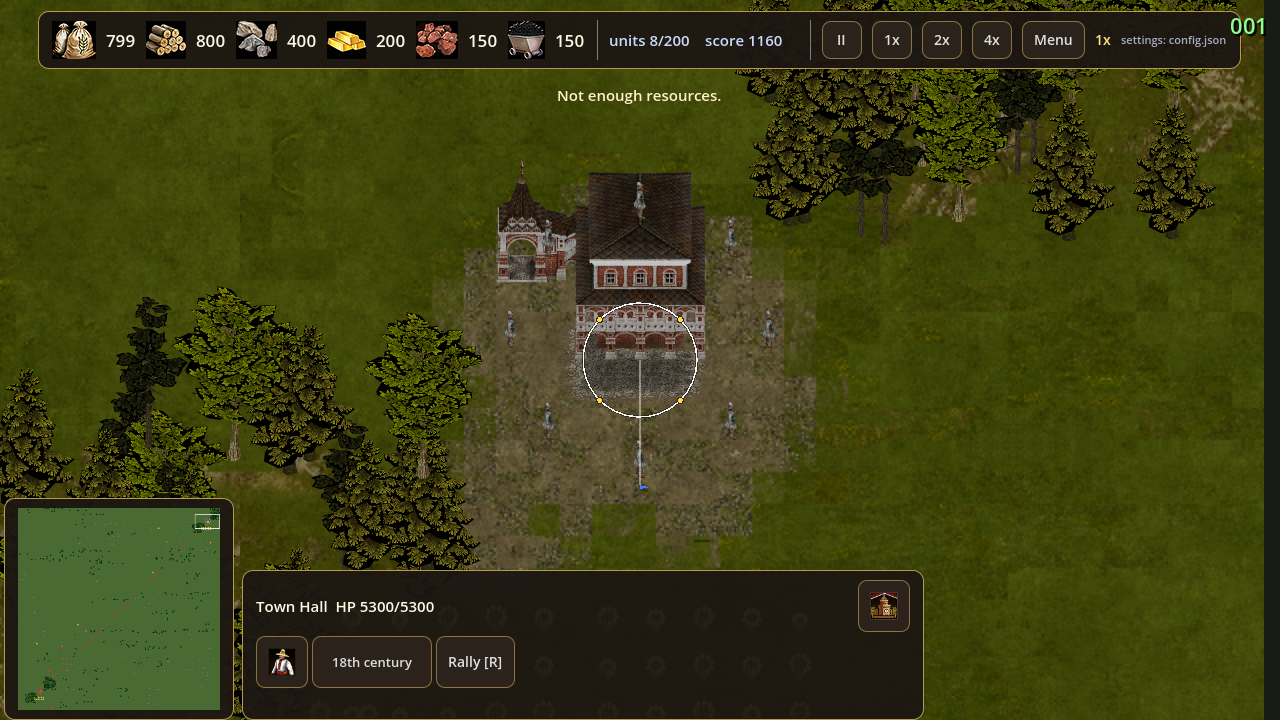 799 800 400 200 150 150 units 8/200 score 1160 II 1x 2x 4x Menu 1x settings: config.json 001
Not enough resources.
Town Hall HP 5300/5300
18th century Rally [R]